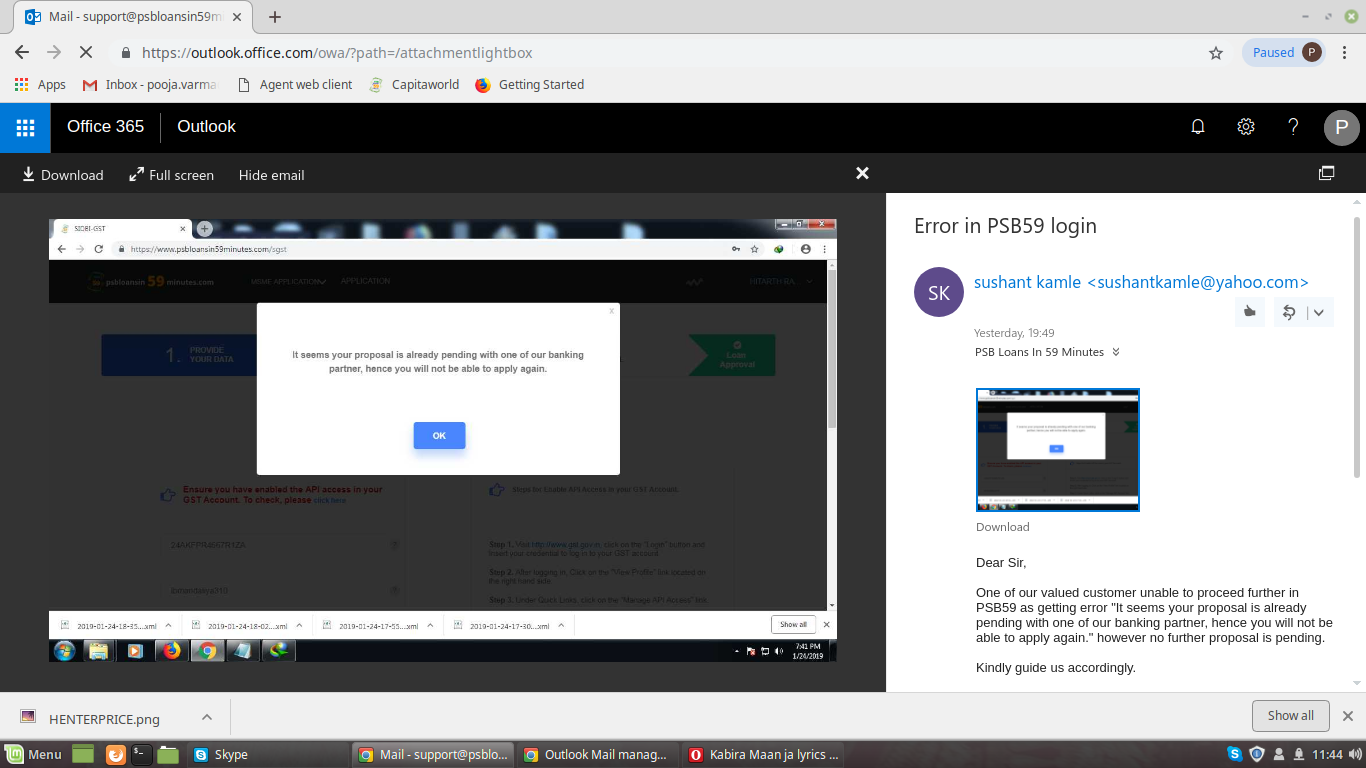 Mail - support@psbloansin59m
https://outlook.office.com/owa/?path=/attachmentlightbox
Paused P
Apps
Inbox - pooja.varma
Agent web client
Capitaworld
Getting Started
Office 365
Outlook
?
P
Download
Full screen
Hide email
SIDBI-GST
https://www.psbloansin59minutes.com/sgst
psbloansin 59 minutes.com
MOVE APPLICATION
APPLICATION
1. PROVIDE
YOUR DATA
Loan
Approval
x
It seems your proposal is already pending with one of our banking
partner, hence you will not be able to apply again.
OK
Ensure you have enabled the API access in your
GST Account. To check, please click here
Steps for Enable API Access in your GST Account.
Step 1. Visit http://www.gst.gov.in, click on the "Login" button and
insert your credential to log in to your GST account
Step 2. After logging in, Click on the "View Profile" link located on
the right hand side
Step 3. Under Quick Links, click on the "Manage API Access" link
2019-01-24-18-35....xml
2019-01-24-18-02....xml
2019-01-24-17-55....xml
2019-01-24-17-30....xml
Show all
7:41 PM
1/24/2019
Error in PSB59 login
SK
sushant kamle <sushantkamle@yahoo.com>
Yesterday, 19:49
PSB Loans In 59 Minutes
Download
Dear Sir,
One of our valued customer unable to proceed further in
PSB59 as getting error "It seems your proposal is already
pending with one of our banking partner, hence you will not be
able to apply again." however no further proposal is pending.
Kindly guide us accordingly.
HENTERPRICE.png
Show all
Menu
Skype
Mail - support@psblo...
Outlook Mail manag...
Kabira Maan ja lyrics ...
11:44